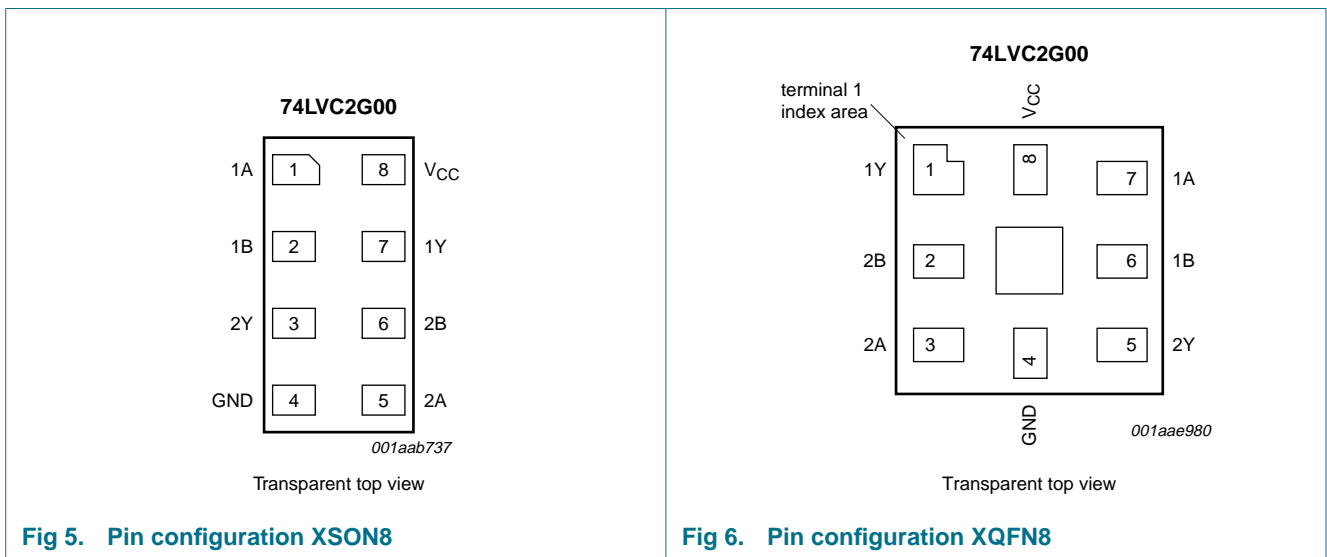 74LVC2G00
1A 1 8 VCC
1B 2 7 1Y
2Y 3 6 2B
GND 4 5 2A
001aab737
Transparent top view
Fig 5. Pin configuration XSON8
74LVC2G00
terminal 1
index area
VCC
1Y 1 8 7 1A
2B 2 6 1B
2A 3 4 5 2Y
GND
001aae980
Transparent top view
Fig 6. Pin configuration XQFN8